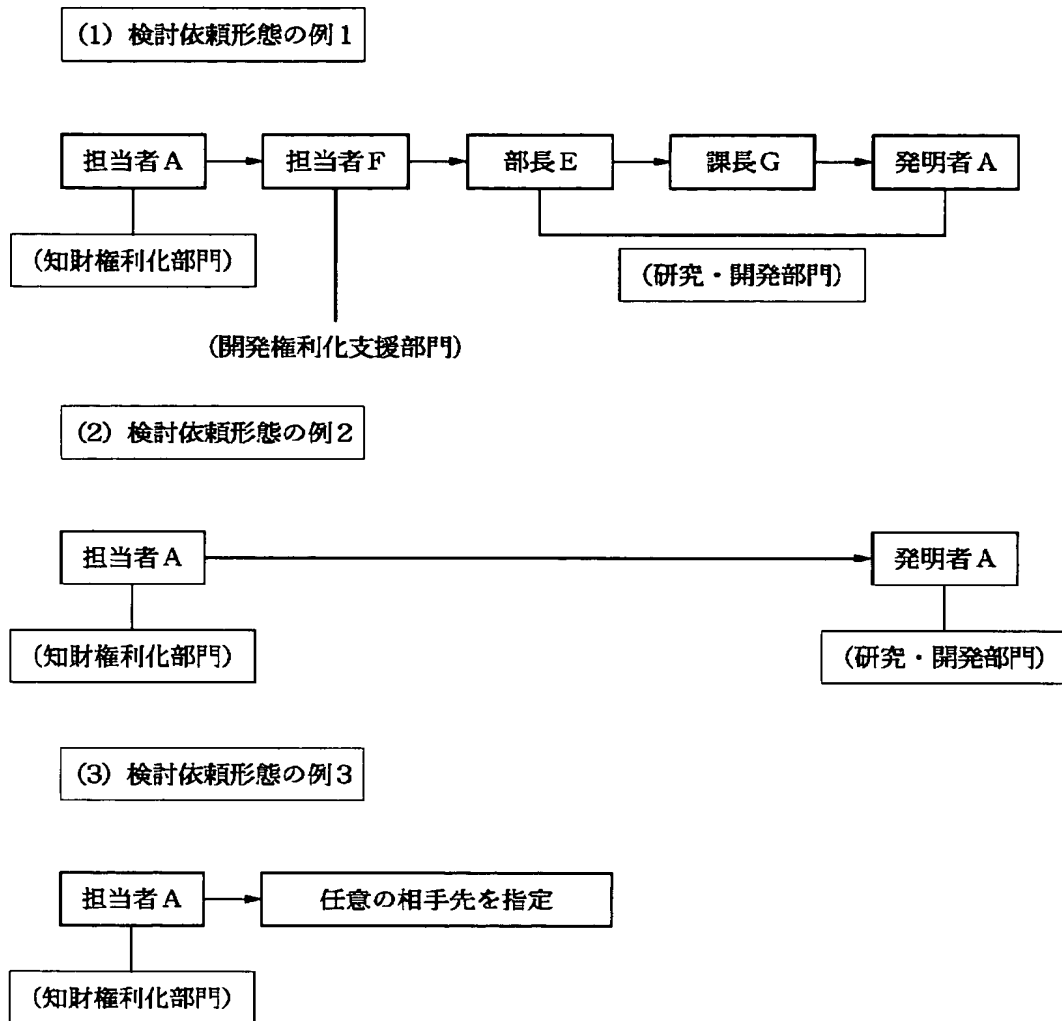 (1) 検討依頼形態の例1
担当者A
担当者F
部長E
課長G
発明者A
(知財権利化部門)
(研究・開発部門)
(開発権利化支援部門)
(2) 検討依頼形態の例2
担当者A
発明者A
(知財権利化部門)
(研究・開発部門)
(3) 検討依頼形態の例3
担当者A
任意の相手先を指定
(知財権利化部門)